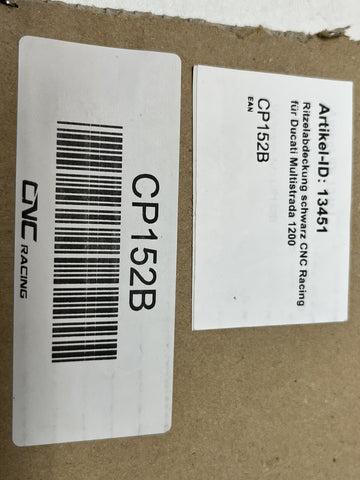 Artikel-ID: 13451
Ritzelabdeckung schwarz CNC Racing
für Ducati Multistrada 1200
CP152B
EAN
CP152B
CNC RACING